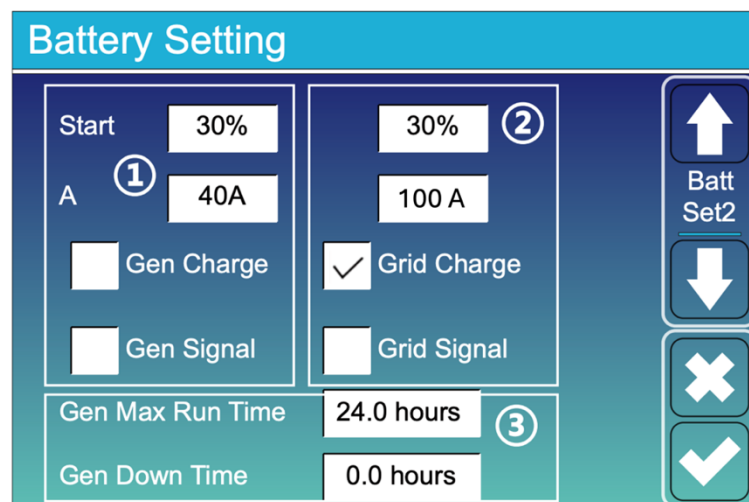 Battery Setting
Start 30% 30% ②
A ① 40A 100 A
Gen Charge Grid Charge
Gen Signal Grid Signal
Gen Max Run Time 24.0 hours ③
Gen Down Time 0.0 hours
Batt
Set2